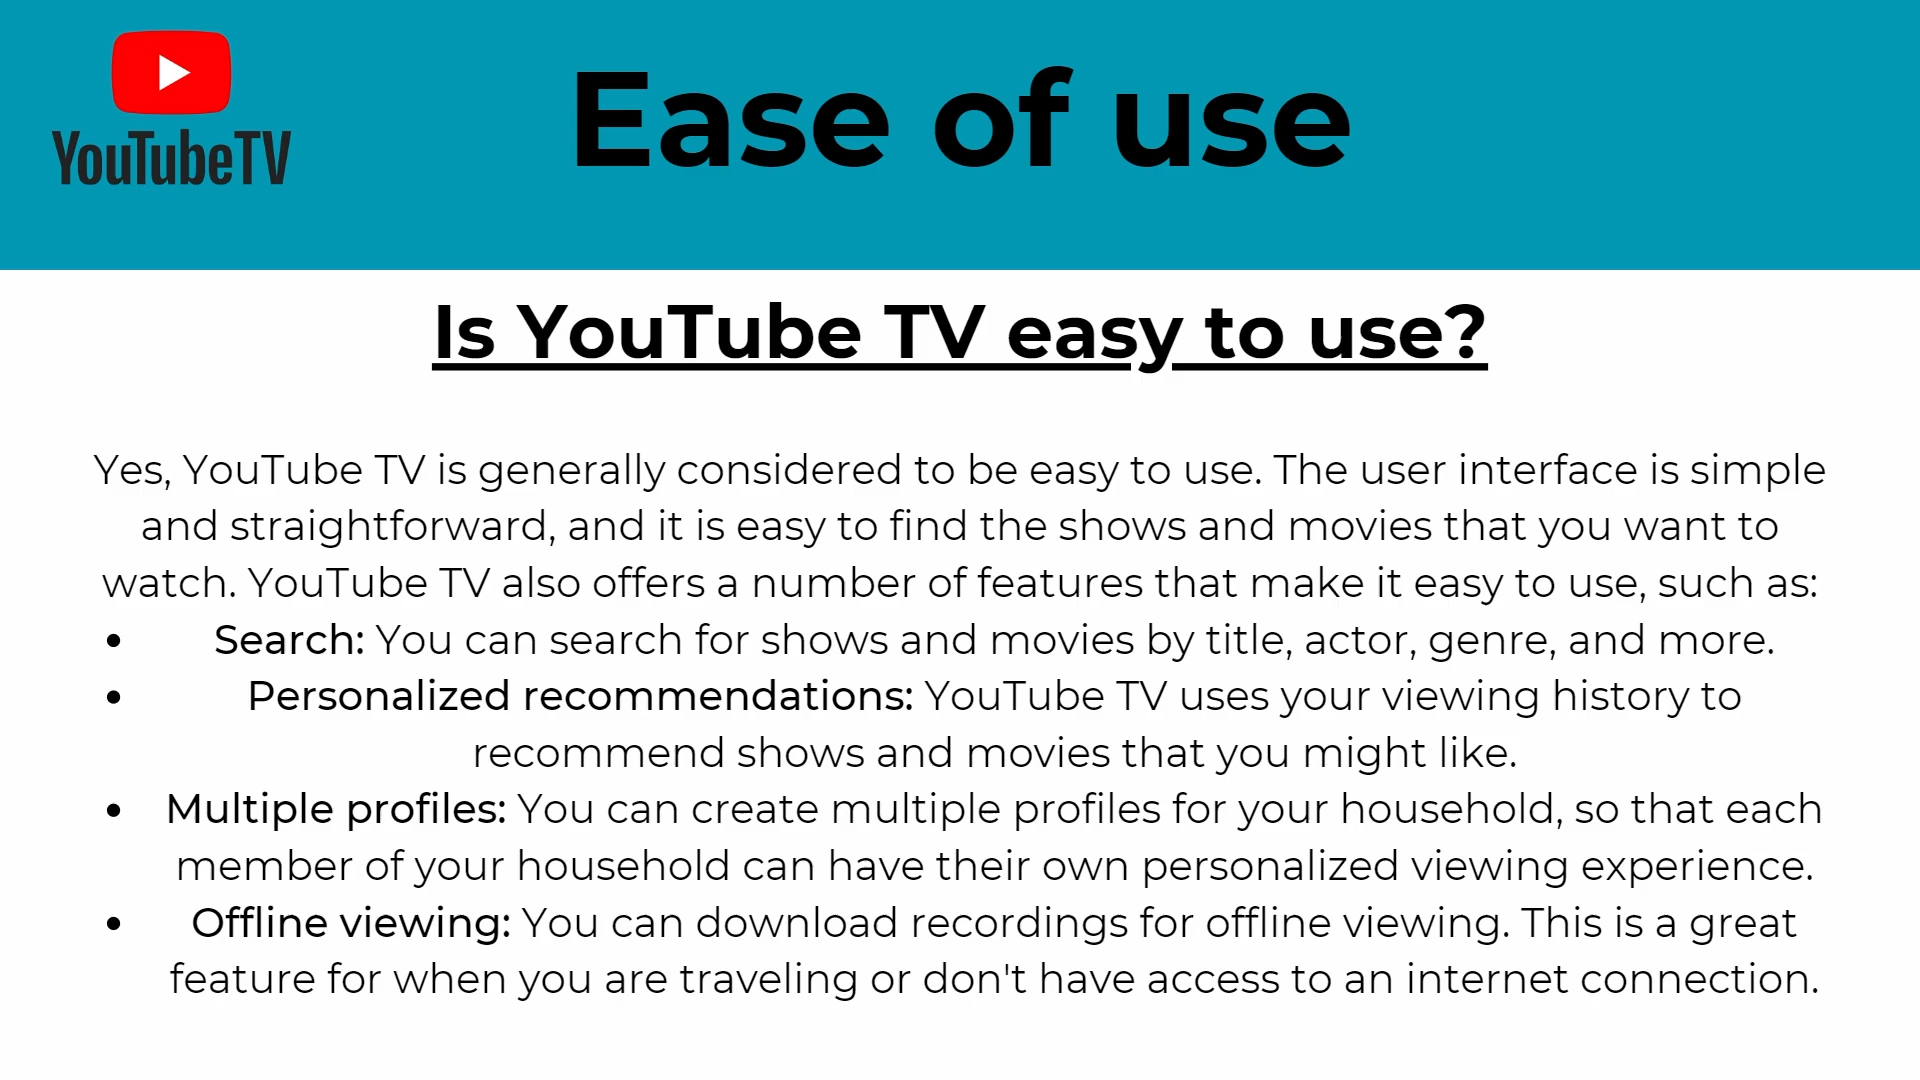 YouTubeTV
Ease of use
Is YouTube TV easy to use?
Yes, YouTube TV is generally considered to be easy to use. The user interface is simple
and straightforward, and it is easy to find the shows and movies that you want to
watch. YouTube TV also offers a number of features that make it easy to use, such as:
• Search: You can search for shows and movies by title, actor, genre, and more.
• Personalized recommendations: YouTube TV uses your viewing history to
recommend shows and movies that you might like.
• Multiple profiles: You can create multiple profiles for your household, so that each
member of your household can have their own personalized viewing experience.
• Offline viewing: You can download recordings for offline viewing. This is a great
feature for when you are traveling or don't have access to an internet connection.